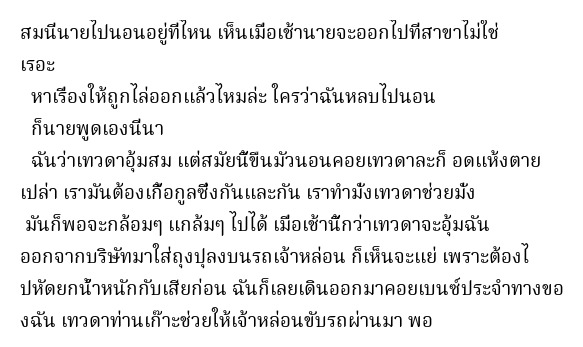 สมนี่นายไปนอนอยู่ที่ไหน เห็นเมื่อเช้านายจะออกไปที่สาขาไม่ใช่
เรอะ
หาเรื่องให้ถูกไล่ออกแล้วไหมล่ะ ใครว่าฉันหลบไปนอน
ก็นายพูดเองนี่นา
ฉันว่าเทวดาอุ้มสม แต่สมัยนี้ขืนมัวนอนคอยเทวดาละก็ อดแห้งตาย
เปล่า เรามันต้องเกื้อกูลซึ่งกันและกัน เราทำมั่งเทวดาช่วยมั่ง
มันก็พอจะกล้อมๆ แกล้มๆ ไปได้ เมื่อเช้านึกว่าเทวดาจะอุ้มฉัน
ออกจากบริษัทมาใส่ถุงปุลงบนรถเจ้าหล่อน ก็เห็นจะแย่ เพราะต้องไ
ปหัดยกน้ำหนักกับเสียก่อน ฉันก็เลยเดินออกมาคอยเบนซ์ประจำทางขอ
งฉัน เทวดาท่านเก๊าะช่วยให้เจ้าหล่อนขับรถผ่านมา พอ